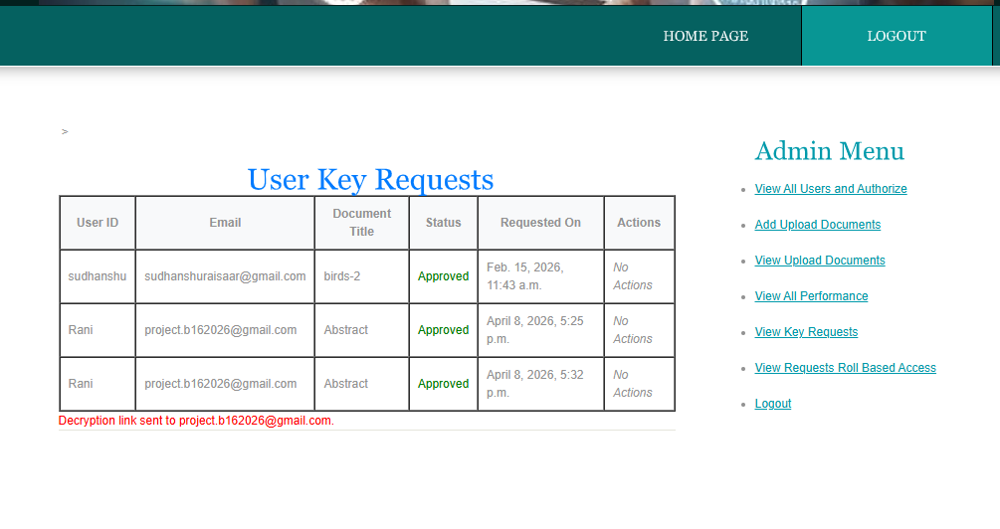 HOME PAGE
LOGOUT
>
User Key Requests
User ID Email Document Title Status Requested On Actions
sudhanshu sudhanshuraisaar@gmail.com birds-2 Approved Feb. 15, 2026, 11:43 a.m. No Actions
Rani project.b162026@gmail.com Abstract Approved April 8, 2026, 5:25 p.m. No Actions
Rani project.b162026@gmail.com Abstract Approved April 8, 2026, 5:32 p.m. No Actions
Decryption link sent to project.b162026@gmail.com.
Admin Menu
View All Users and Authorize
Add Upload Documents
View Upload Documents
View All Performance
View Key Requests
View Requests Roll Based Access
Logout